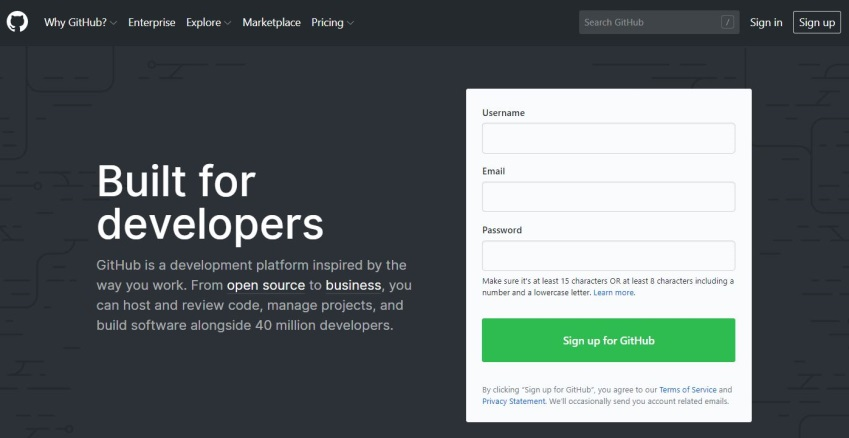 Why GitHub? Enterprise Explore Marketplace Pricing Search GitHub / Sign in Sign up
Built for
developers
GitHub is a development platform inspired by the
way you work. From open source to business, you
can host and review code, manage projects, and
build software alongside 40 million developers.
Username
Email
Password
Make sure it's at least 15 characters OR at least 8 characters including a
number and a lowercase letter. Learn more.
Sign up for GitHub
By clicking "Sign up for GitHub", you agree to our Terms of Service and
Privacy Statement. We'll occasionally send you account related emails.